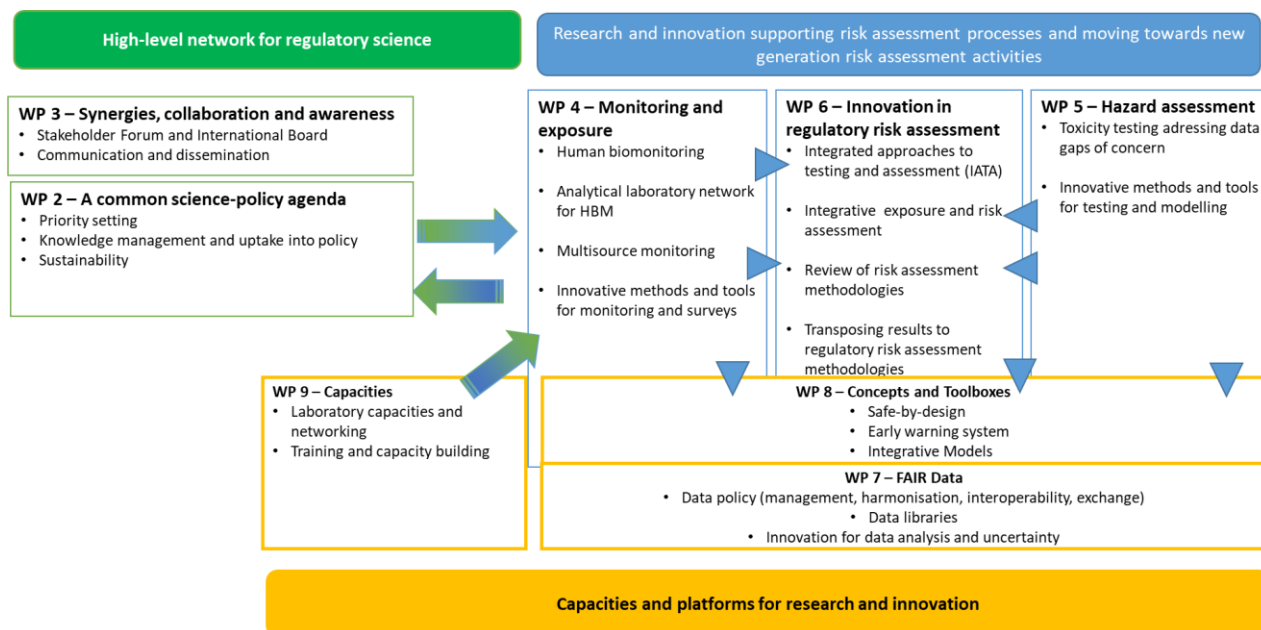 High-level network for regulatory science
Research and innovation supporting risk assessment processes and moving towards new
generation risk assessment activities
WP 3 – Synergies, collaboration and awareness
• Stakeholder Forum and International Board
• Communication and dissemination
WP 2 – A common science-policy agenda
• Priority setting
• Knowledge management and uptake into policy
• Sustainability
WP 4 – Monitoring and
exposure
• Human biomonitoring
• Analytical laboratory network
for HBM
• Multisource monitoring
• Innovative methods and tools
for monitoring and surveys
WP 6 – Innovation in
regulatory risk assessment
• Integrated approaches to
testing and assessment (IATA)
• Integrative exposure and risk
assessment
• Review of risk assessment
methodologies
• Transposing results to
regulatory risk assessment
methodologies
WP 5 – Hazard assessment
• Toxicity testing adressing data
gaps of concern
• Innovative methods and tools
for testing and modelling
WP 9 – Capacities
• Laboratory capacities and
networking
• Training and capacity building
WP 8 – Concepts and Toolboxes
• Safe-by-design
• Early warning system
• Integrative Models
WP 7 – FAIR Data
• Data policy (management, harmonisation, interoperability, exchange)
• Data libraries
• Innovation for data analysis and uncertainty
Capacities and platforms for research and innovation